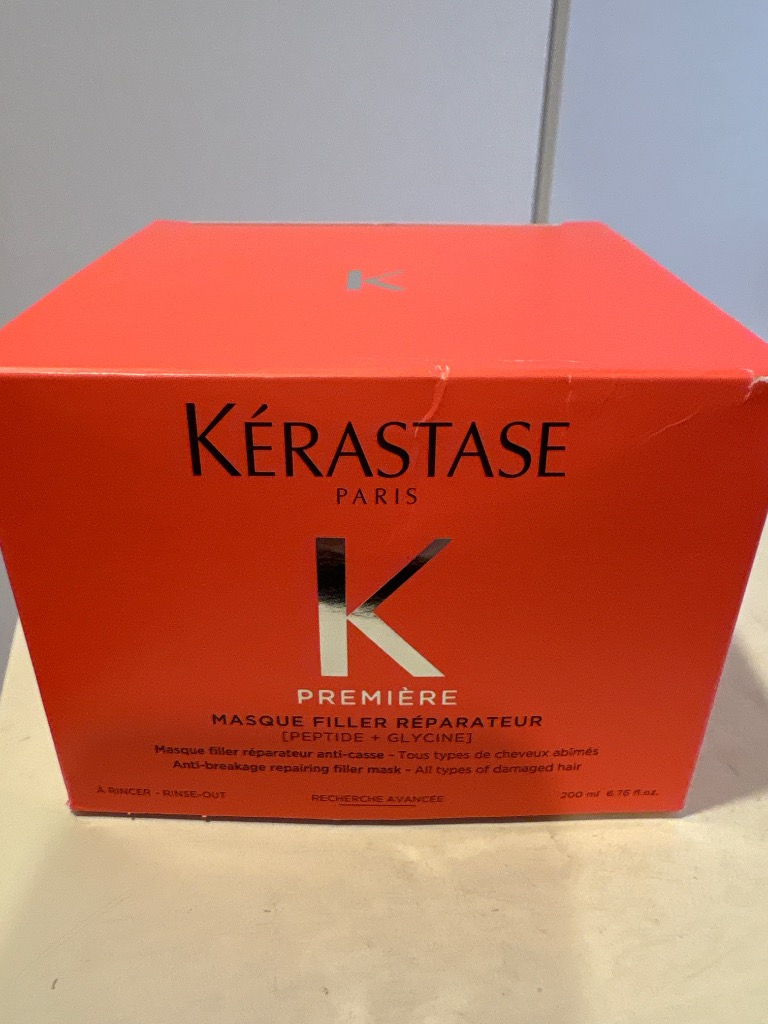 K
KÉRASTASE
PARIS
K
PREMIÈRE
MASQUE FILLER RÉPARATEUR
[PEPTIDE + GLYCINE]
Masque filler réparateur anti-casse - Tous types de cheveux abîmés
Anti-breakage repairing filler mask - All types of damaged hair
À RINCER - RINSE-OUT RECHERCHE AVANCÉE 200 ml 6.76 fl.oz.